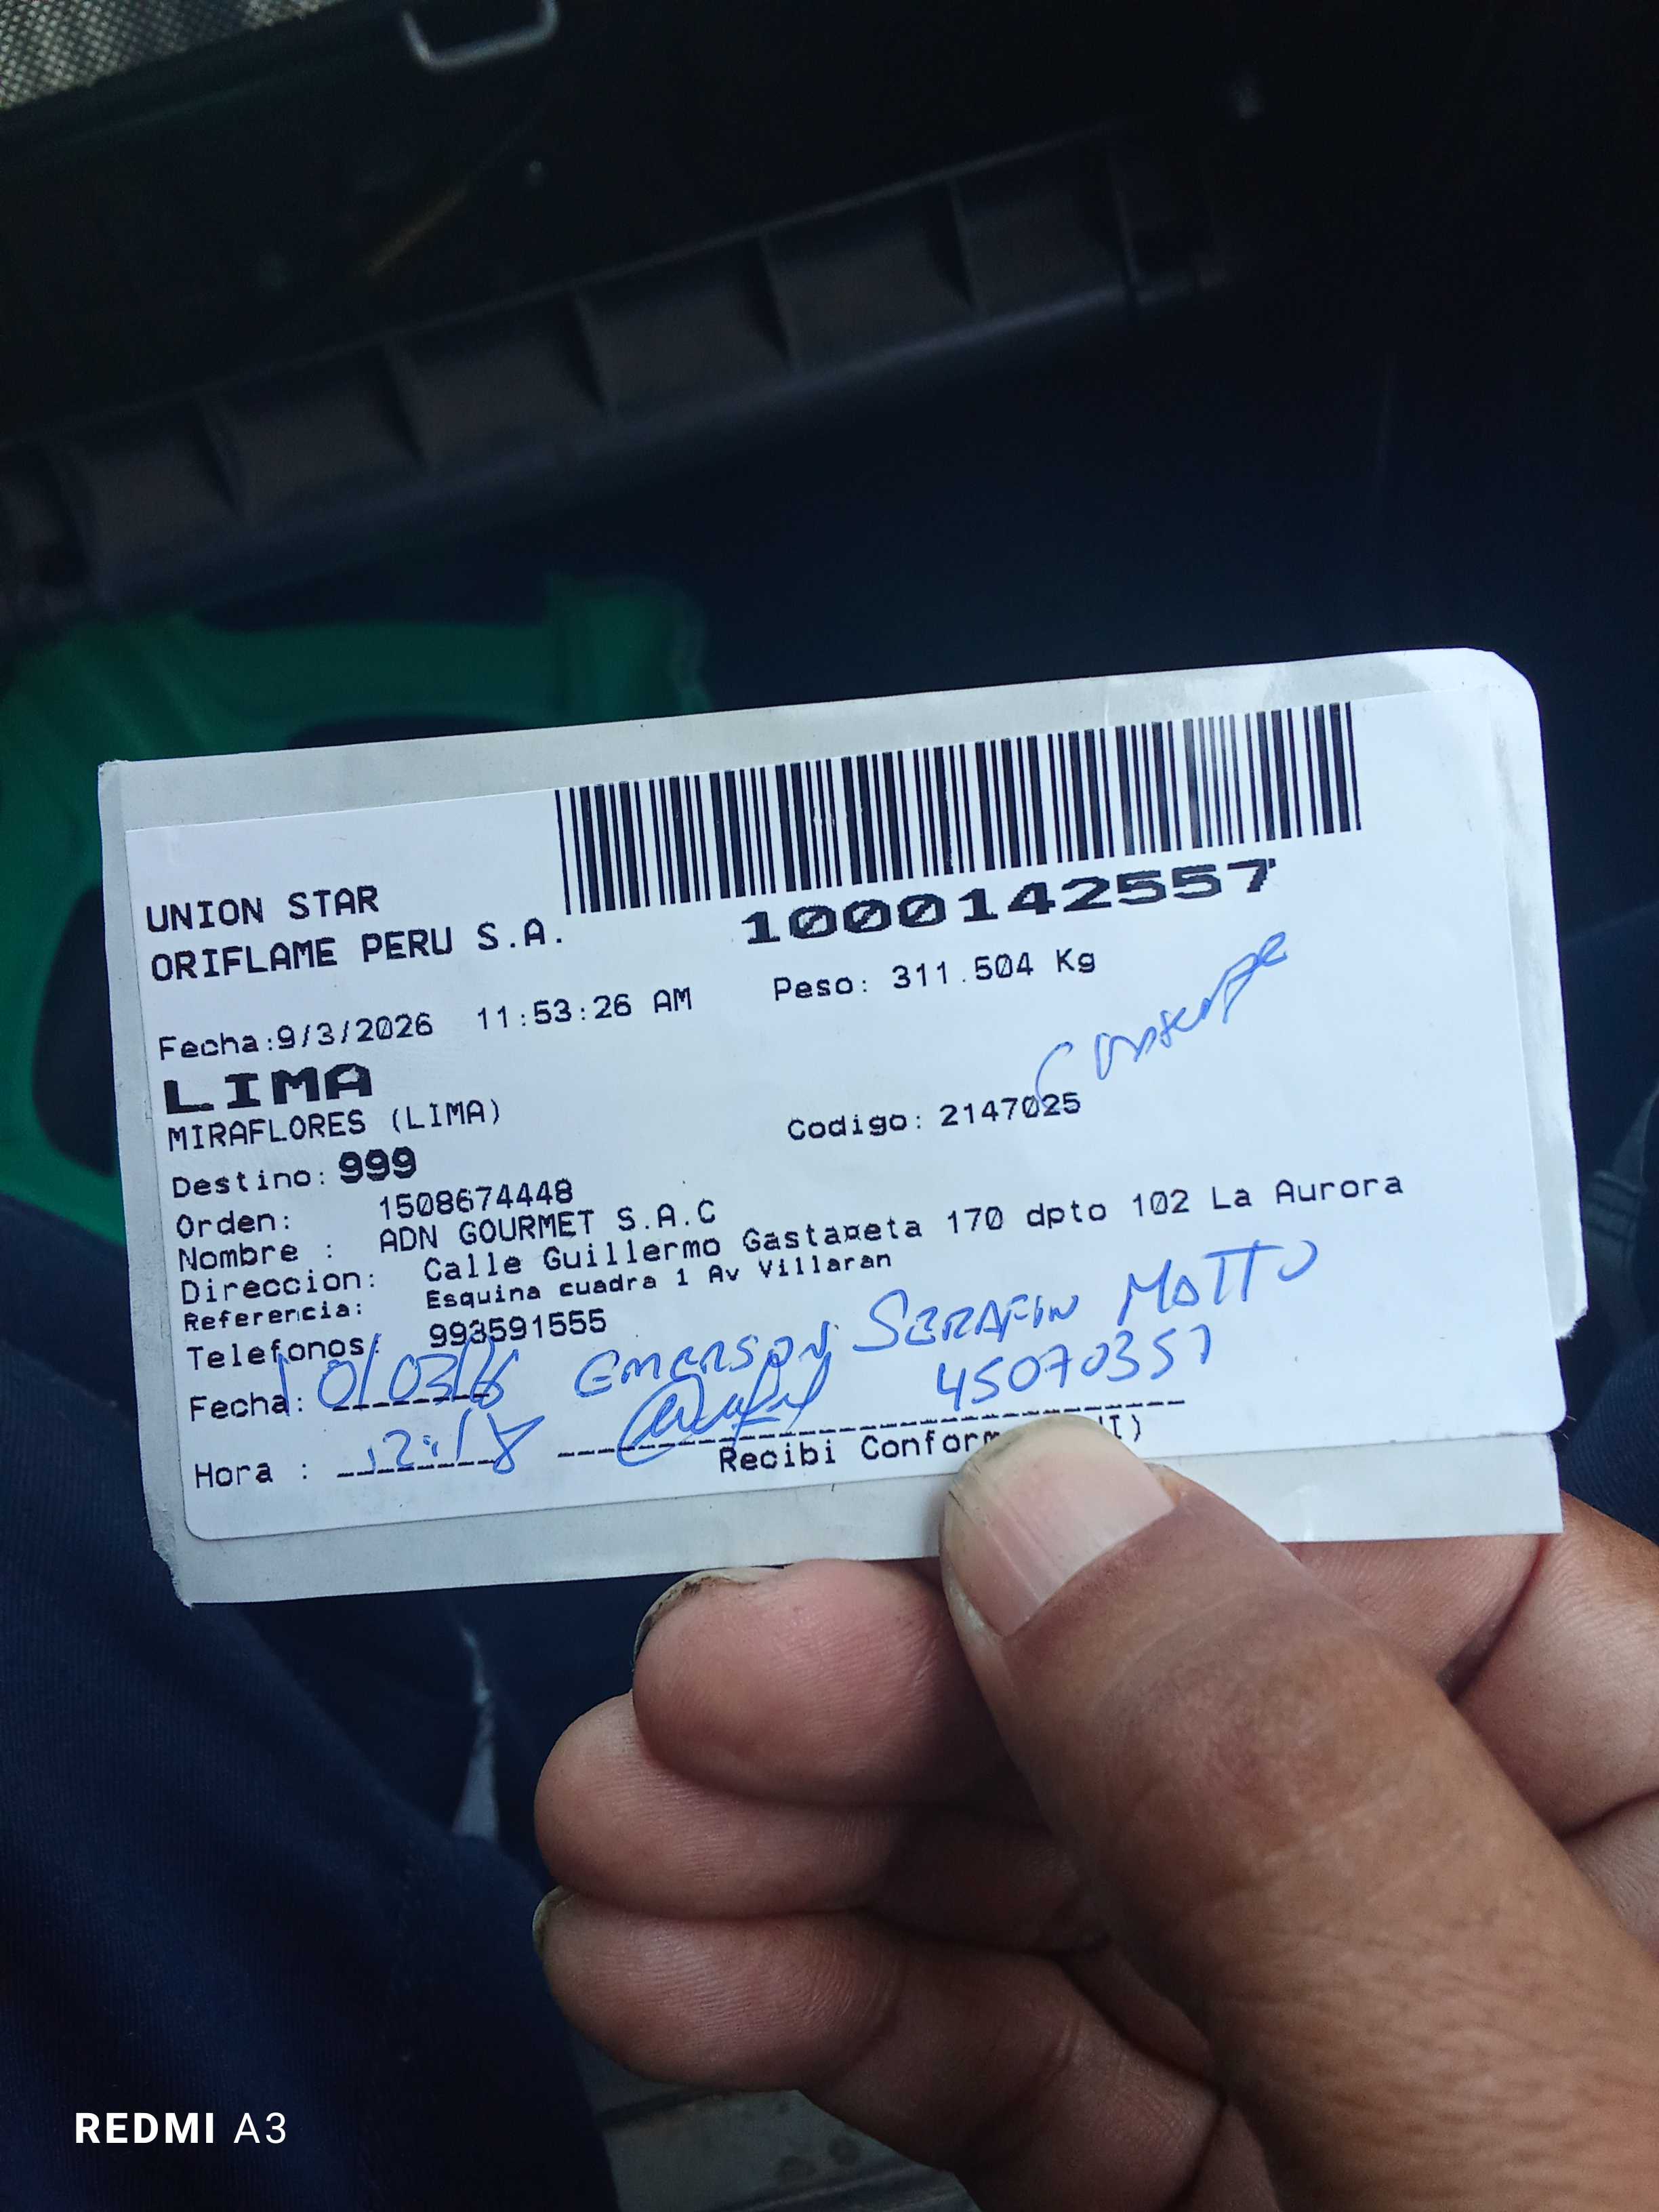 UNION STAR
ORIFLAME PERU S.A.
1000142557
Fecha:9/3/2026 11:53:26 AM
Peso: 311.504 Kg
LIMA
MIRAFLORES (LIMA)
Codigo: 2147025
Destino: 999
Orden: 1508674448
Nombre : ADN GOURMET S.A.C
Direccion: Calle Guillermo Gastañeta 170 dpto 102 La Aurora
Referencia: Esquina cuadra 1 Av Villaran
Telefonos: 993591555
EMERSON SERAFIN MATTO
Fecha: 10/03/26
45070357
Hora : 12:18
Recibi Conform
REDMI A3